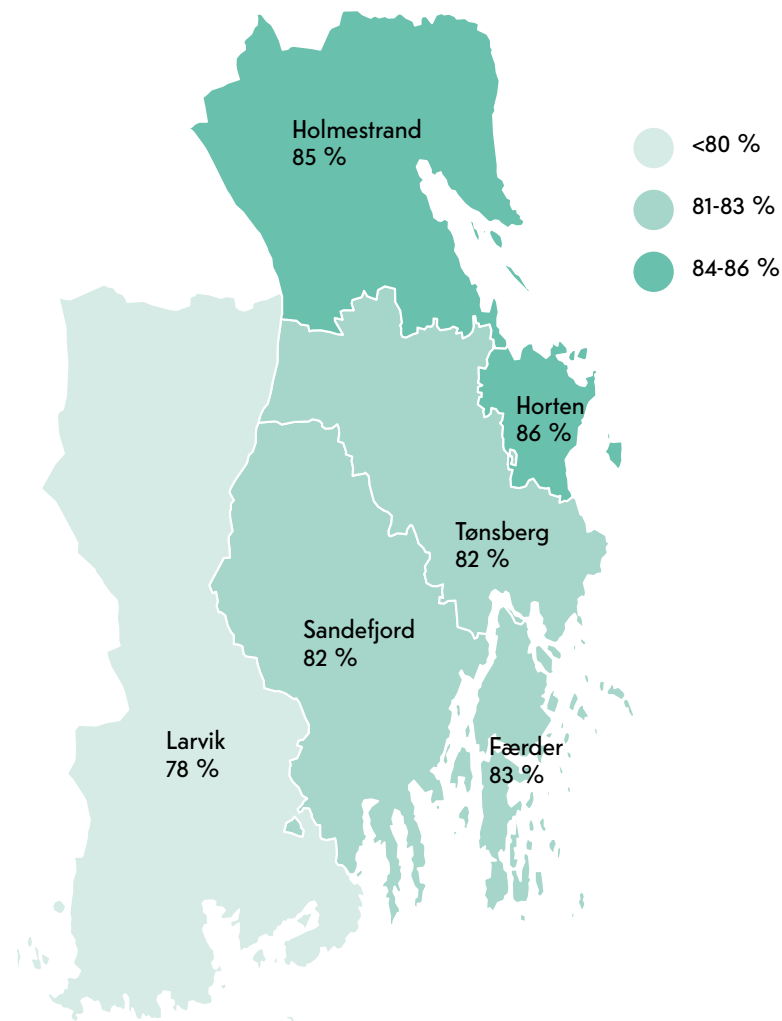 Holmestrand
85 %
<80 %
81-83 %
84-86 %
Horten
86 %
Tønsberg
82 %
Sandefjord
82 %
Larvik
78 %
Færder
83 %